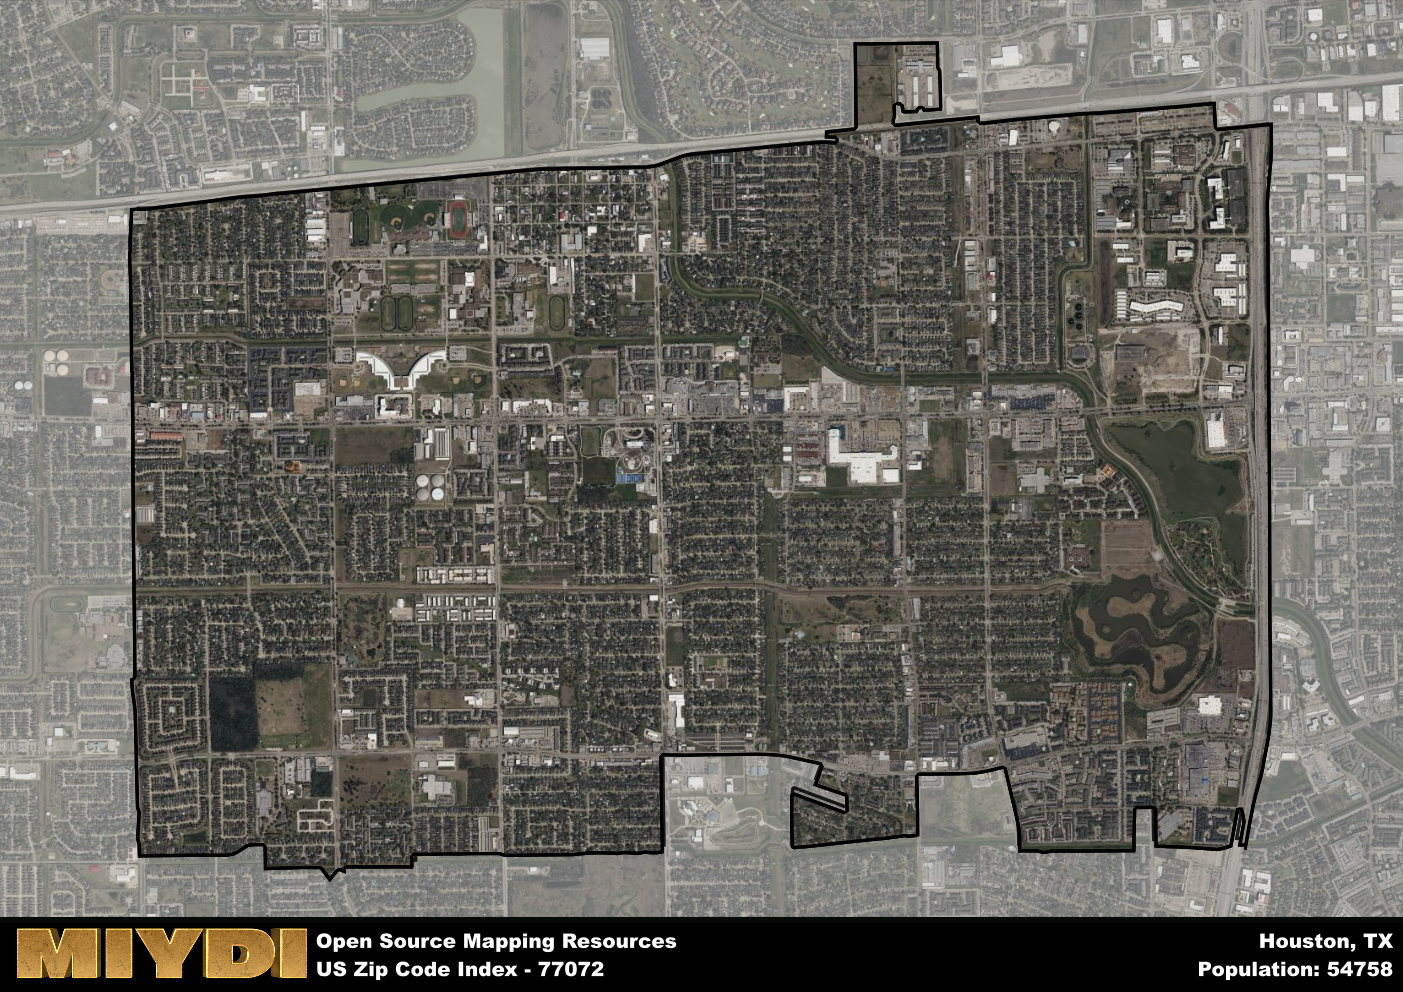 MIYDI
Open Source Mapping Resources
US Zip Code Index - 77072
Houston, TX
Population: 54758